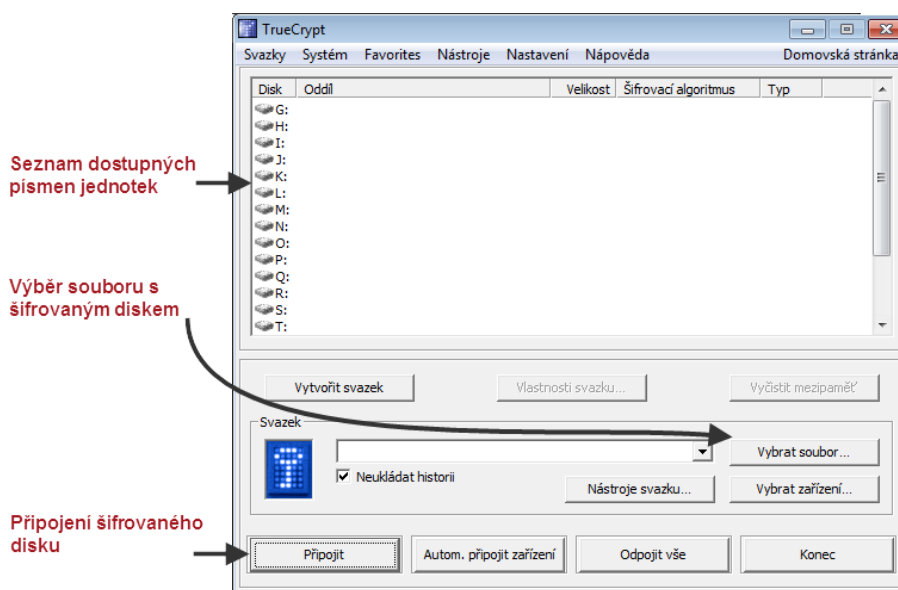 TrueCrypt
Svazky Systém Favorites Nástroje Nastavení Nápověda Domovská stránka
Disk Oddíl Velikost Šifrovací algoritmus Typ
G:
H:
I:
J:
K:
L:
M:
N:
O:
P:
Q:
R:
S:
T:
Seznam dostupných
písmen jednotek
Výběr souboru s
šifrovaným diskem
Vytvořit svazek Vlastnosti svazku... Vyčistit mezipaměť
Svazek
Vybrat soubor...
Neukládat historii
Nástroje svazku... Vybrat zařízení...
Připojení šifrovaného
disku
Připojit Autom. připojit zařízení Odpojit vše Konec